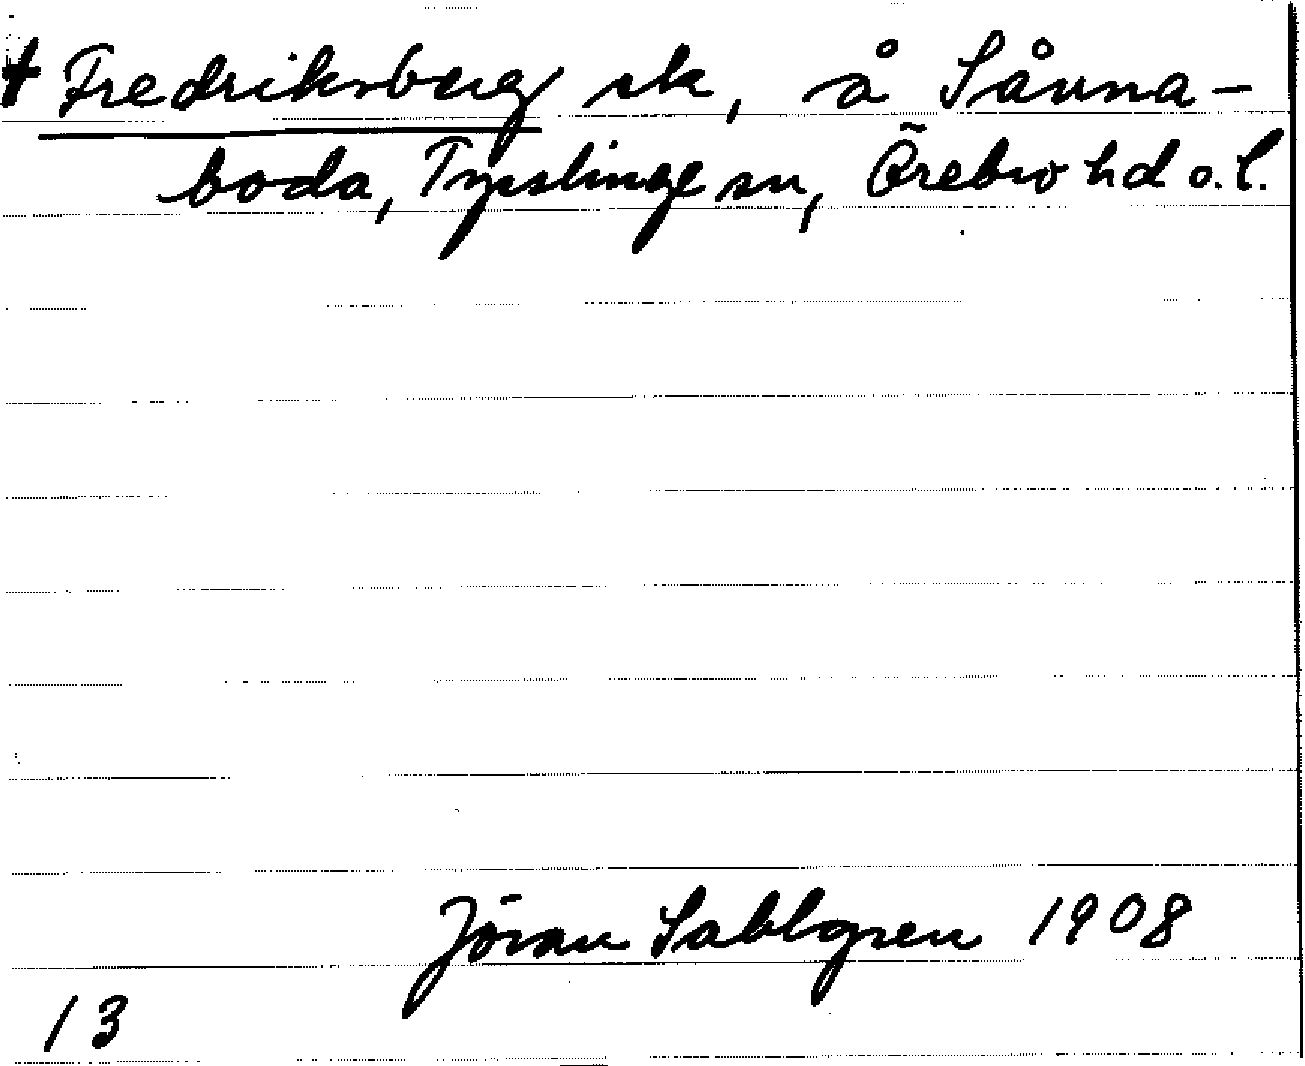 † Fredriksberg sk, å Sånna-
boda, Tysslinge sn, Örebro hd o.l.
Jöran Sahlgren 1908
13